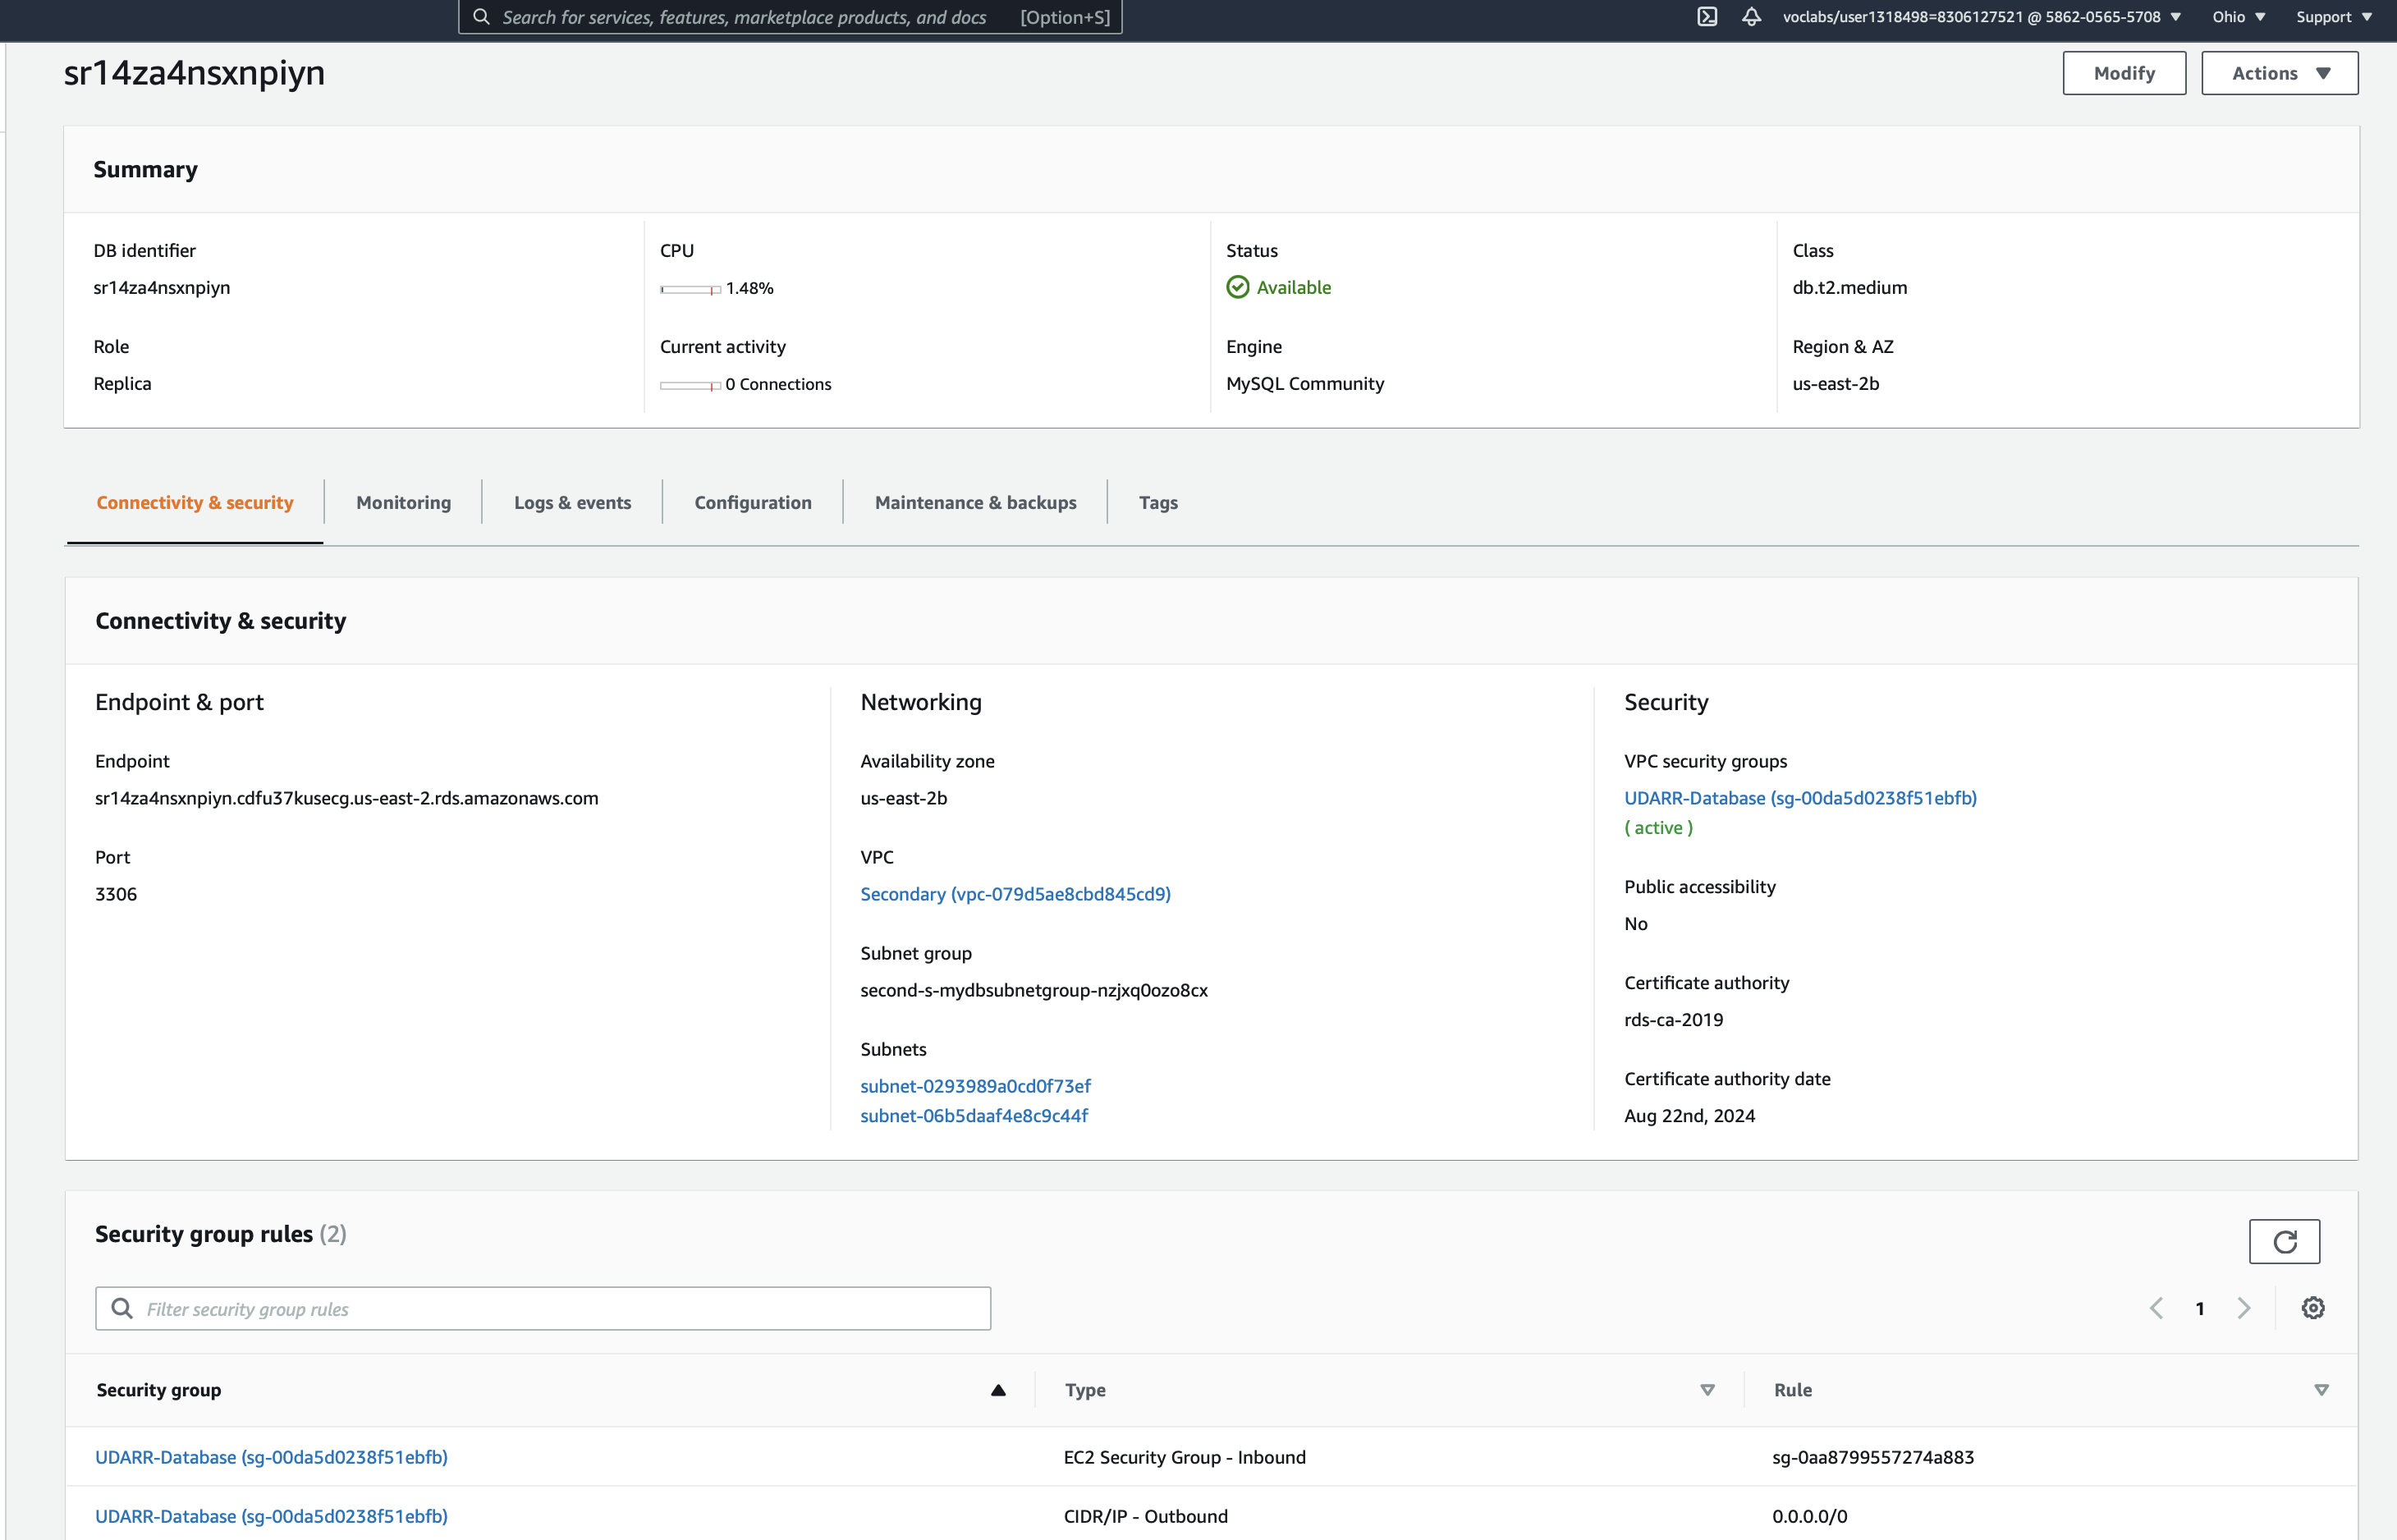 Search for services, features, marketplace products, and docs [Option+S]
voclabs/user1318498=8306127521 @ 5862-0565-5708 Ohio Support
sr14za4nsxnpiyn
Modify Actions
Summary
DB identifier
sr14za4nsxnpiyn
CPU
1.48%
Status
Available
Class
db.t2.medium
Role
Replica
Current activity
0 Connections
Engine
MySQL Community
Region & AZ
us-east-2b
Connectivity & security Monitoring Logs & events Configuration Maintenance & backups Tags
Connectivity & security
Endpoint & port
Endpoint
sr14za4nsxnpiyn.cdfu37kusecg.us-east-2.rds.amazonaws.com
Port
3306
Networking
Availability zone
us-east-2b
VPC
Secondary (vpc-079d5ae8cbd845cd9)
Subnet group
second-s-mydbsubnetgroup-nzjxq0ozo8cx
Subnets
subnet-0293989a0cd0f73ef
subnet-06b5daaf4e8c9c44f
Security
VPC security groups
UDARR-Database (sg-00da5d0238f51ebfb)
( active )
Public accessibility
No
Certificate authority
rds-ca-2019
Certificate authority date
Aug 22nd, 2024
Security group rules (2)
Filter security group rules
1
Security group Type Rule
UDARR-Database (sg-00da5d0238f51ebfb) EC2 Security Group - Inbound sg-0aa8799557274a883
UDARR-Database (sg-00da5d0238f51ebfb) CIDR/IP - Outbound 0.0.0.0/0